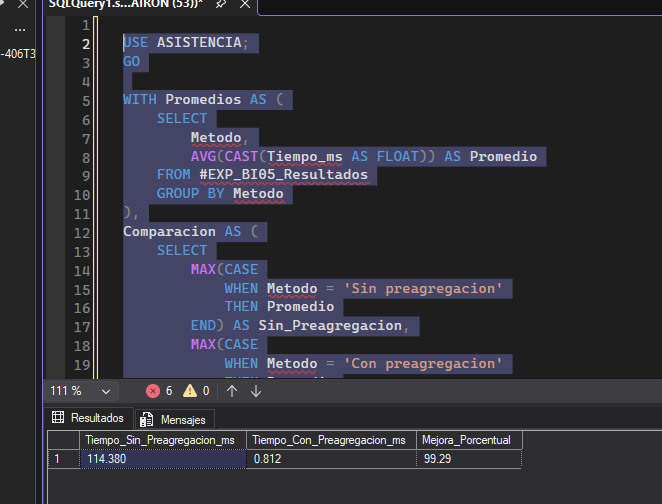 SQLQuery1.s...AIRON (53))*
-406T3
1
2 USE ASISTENCIA;
3 GO
4
5 WITH Promedios AS (
6 SELECT
7 Metodo,
8 AVG(CAST(Tiempo_ms AS FLOAT)) AS Promedio
9 FROM #EXP_BI05_Resultados
10 GROUP BY Metodo
11 ),
12 Comparacion AS (
13 SELECT
14 MAX(CASE
15 WHEN Metodo = 'Sin preagregacion'
16 THEN Promedio
17 END) AS Sin_Preagregacion,
18 MAX(CASE
19 WHEN Metodo = 'Con preagregacion'
111 % 6 0
Resultados Mensajes
Tiempo_Sin_Preagregacion_ms Tiempo_Con_Preagregacion_ms Mejora_Porcentual
1 114.380 0.812 99.29